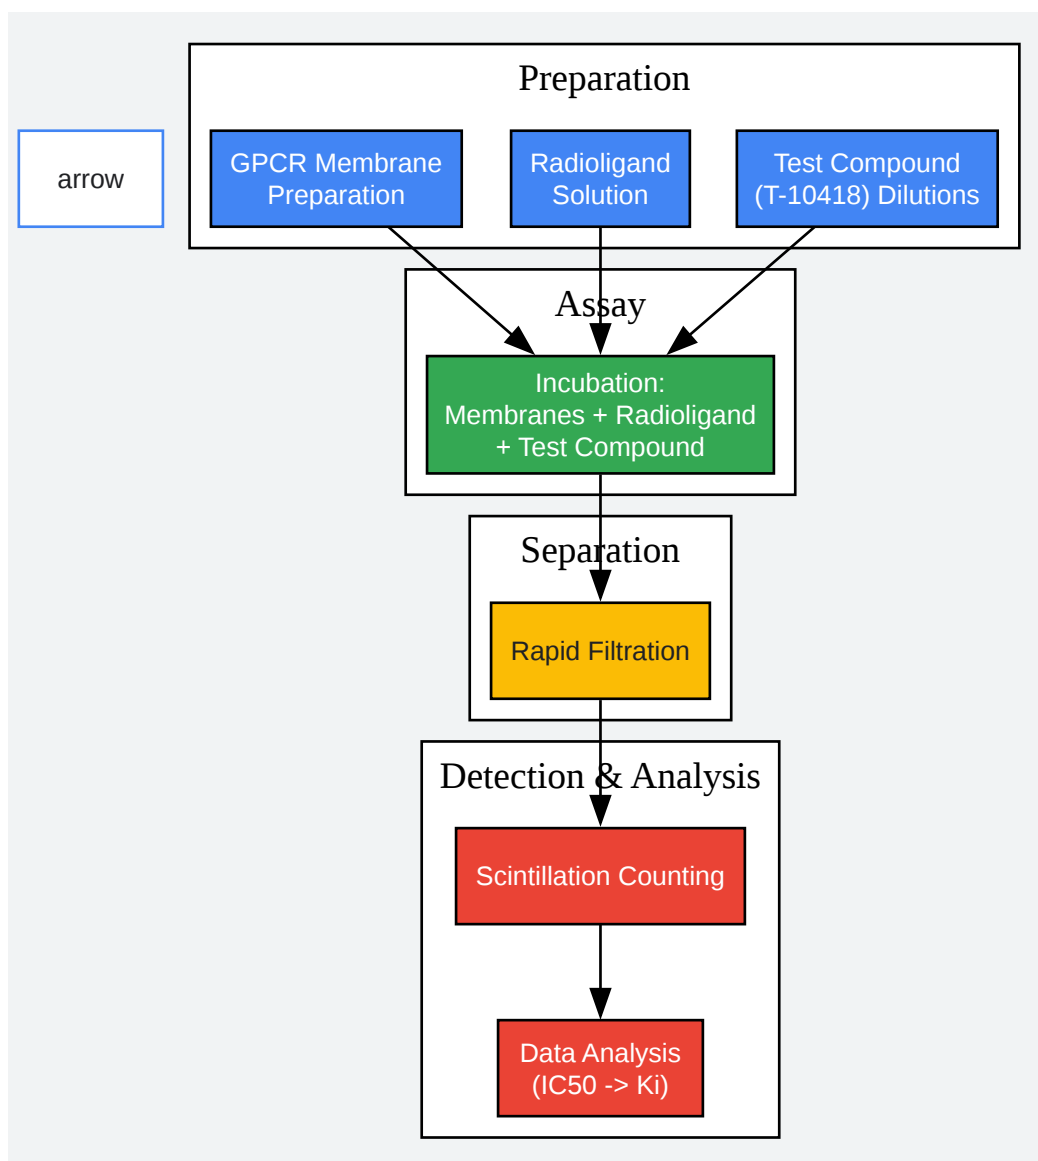 Preparation
arrow
GPCR Membrane
Preparation
Radioligand
Solution
Test Compound
(T-10418) Dilutions
Assay
Incubation:
Membranes + Radioligand
+ Test Compound
Separation
Rapid Filtration
Detection & Analysis
Scintillation Counting
Data Analysis
(IC50 -> Ki)